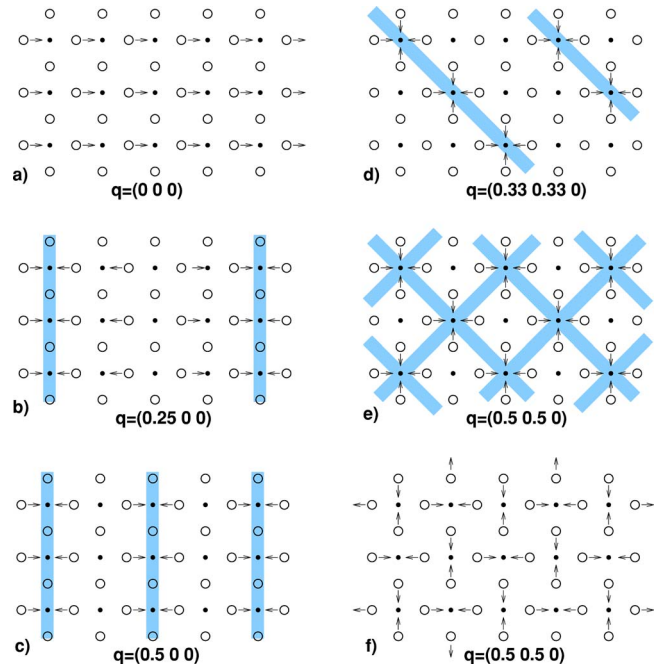 a)
q=(0 0 0)
b)
q=(0.25 0 0)
c)
q=(0.5 0 0)
d)
q=(0.33 0.33 0)
e)
q=(0.5 0.5 0)
f)
q=(0.5 0.5 0)